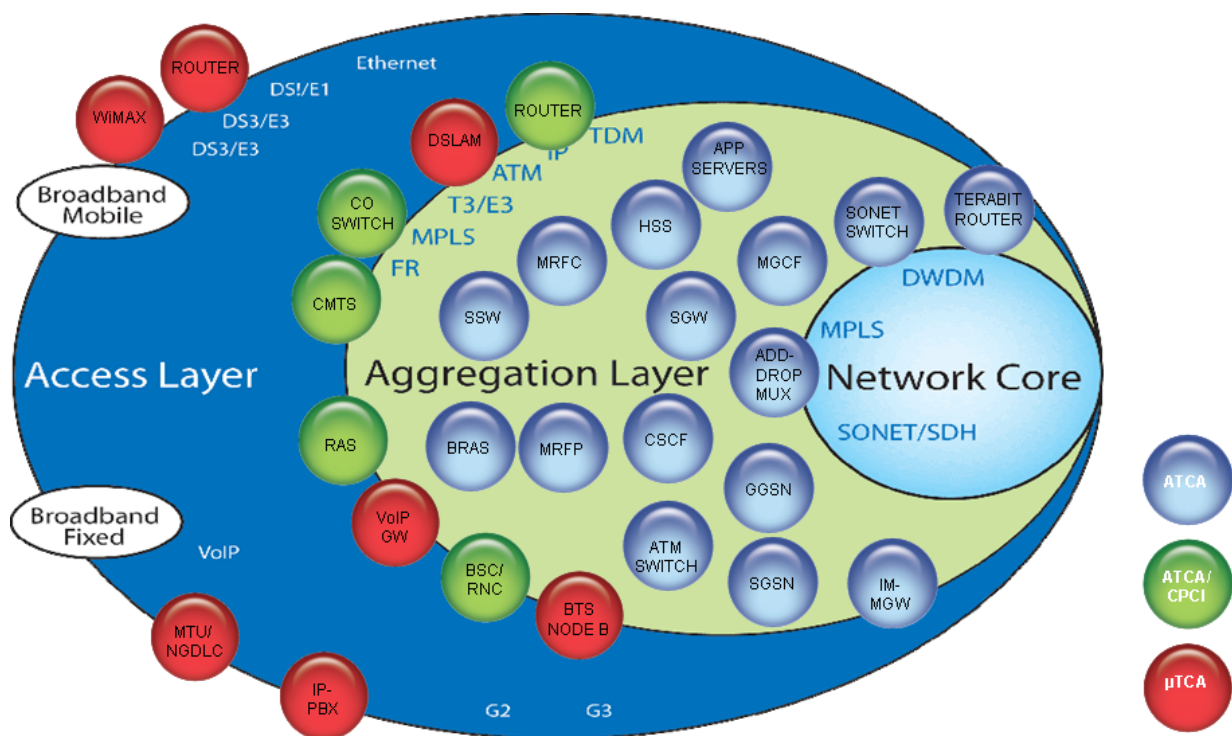 Ethernet
ROUTER
DS!/E1
WiMAX
DS3/E3
DS3/E3
ROUTER
TDM
DSLAM
IP
ATM
APP
SERVERS
Broadband
Mobile
CO
SWITCH
T3/E3
MPLS
FR
HSS
SONET
SWITCH
TERABIT
ROUTER
MRFC
MGCF
DWDM
CMTS
SSW
SGW
MPLS
Access Layer
Aggregation Layer
ADD-
DROP
MUX
Network Core
SONET/SDH
RAS
BRAS
MRFP
CSCF
GGSN
ATCA
Broadband
Fixed
VoIP
VoIP
GW
BSC/
RNC
ATM
SWITCH
SGSN
IM-
MGW
ATCA/
CPCI
BTS
NODE B
MTU/
NGDLC
IP-
PBX
G2
G3
µTCA